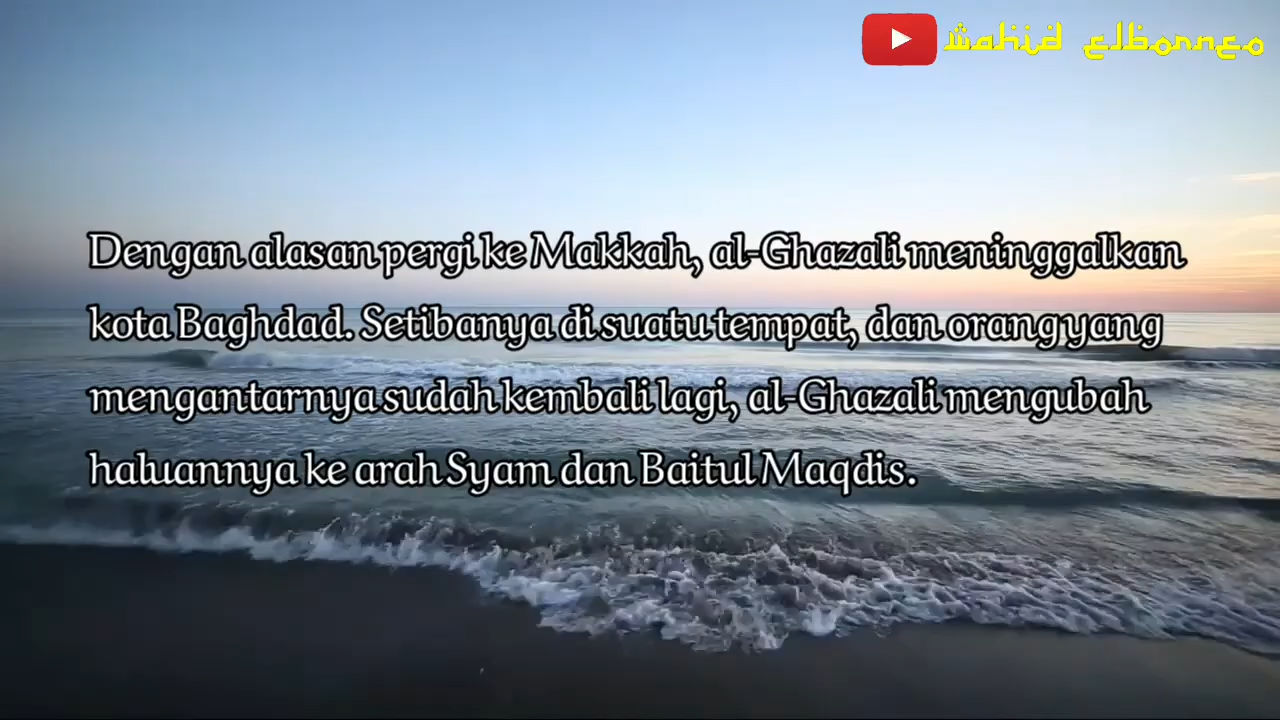 Wahid elborneo
Dengan alasan pergi ke Makkah, al-Ghazali meninggalkan
kota Baghdad. Setibanya di suatu tempat, dan orang yang
mengantarnya sudah kembali lagi, al-Ghazali mengubah
haluannya ke arah Syam dan Baitul Maqdis.